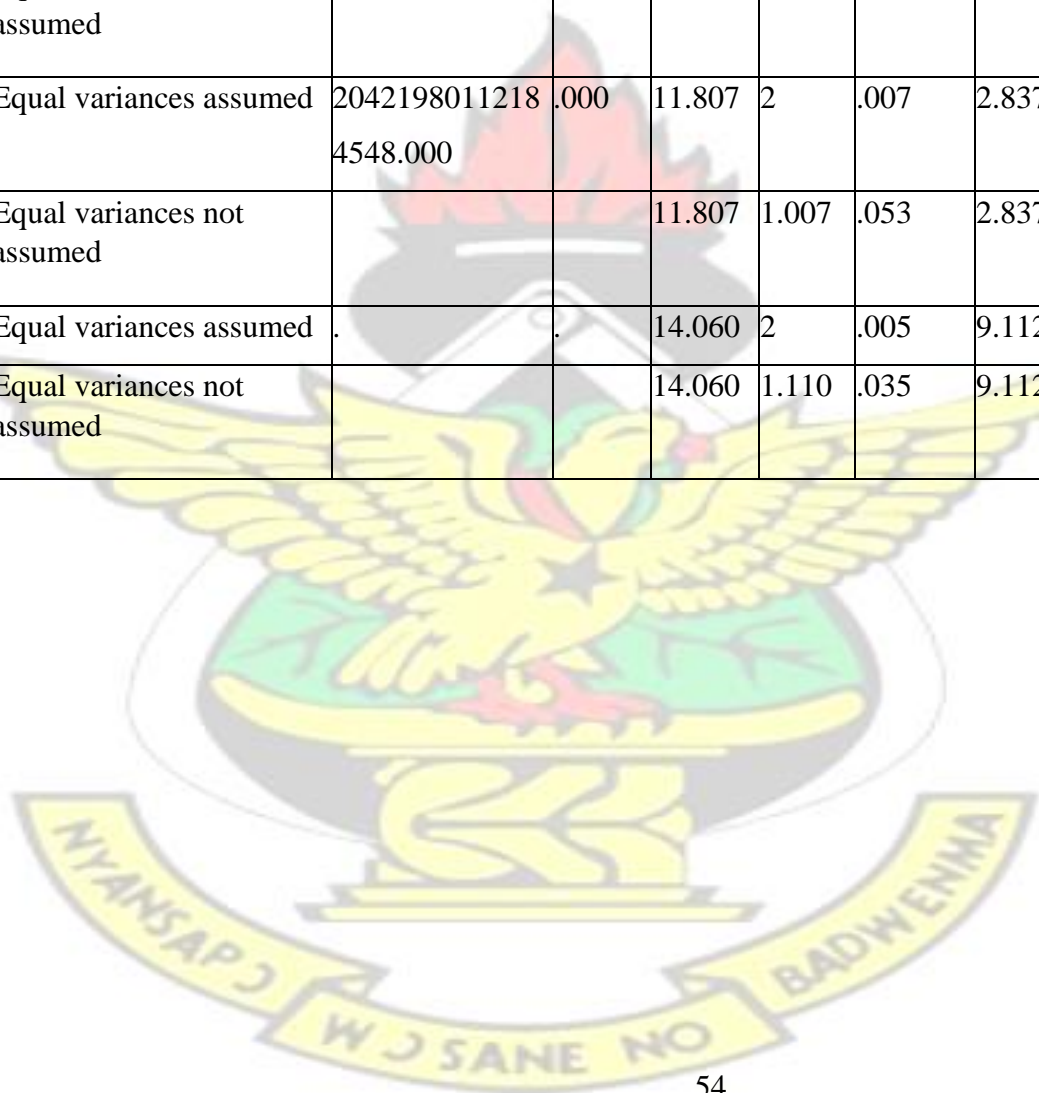 assumed
Equal variances assumed 2042198011218 .000 11.807 2 .007 2.837
4548.000
Equal variances not 11.807 1.007 .053 2.837
assumed
Equal variances assumed . . 14.060 2 .005 9.112
Equal variances not 14.060 1.110 .035 9.112
assumed
NYANSAPƆ WƆ SANE NO BADWENMA
54